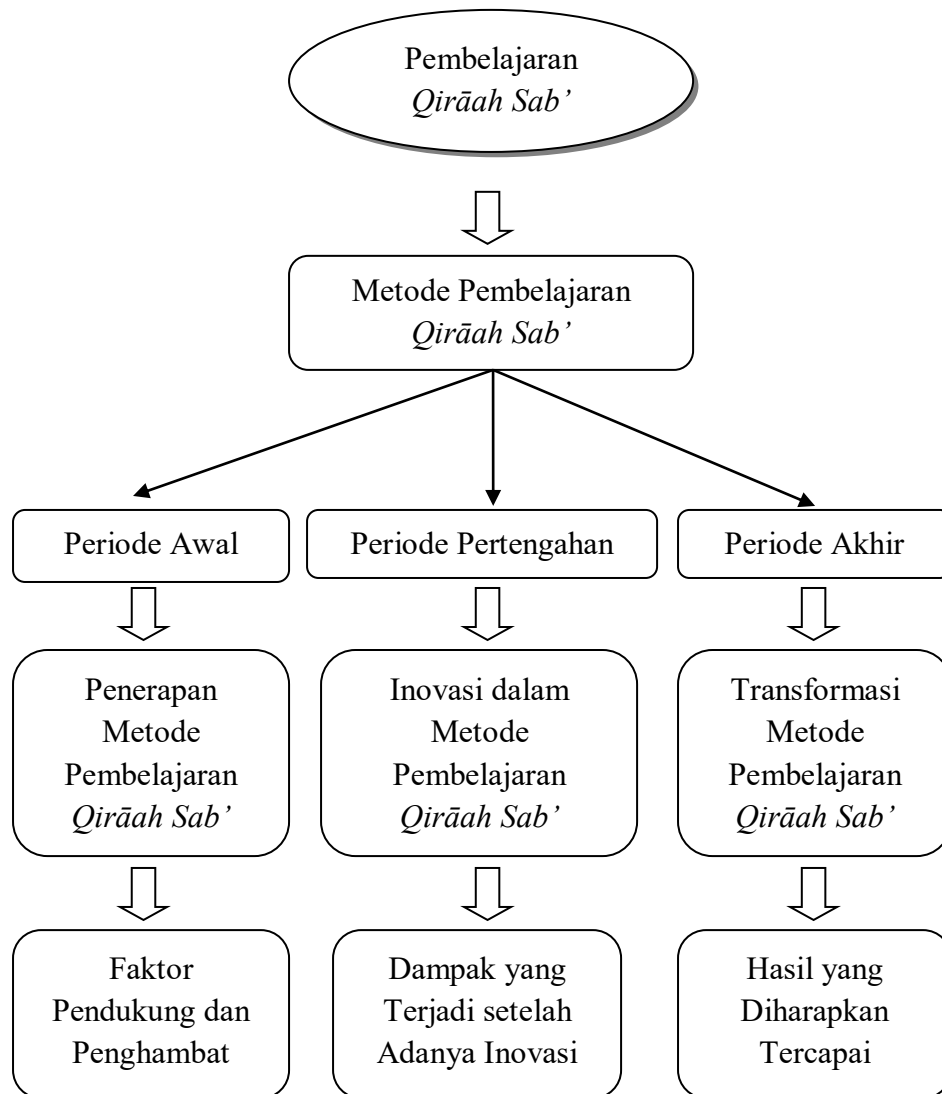 Pembelajaran
Qirāah Sab’
Metode Pembelajaran
Qirāah Sab’
Periode Awal
Periode Pertengahan
Periode Akhir
Penerapan
Metode
Pembelajaran
Qirāah Sab’
Inovasi dalam
Metode
Pembelajaran
Qirāah Sab’
Transformasi
Metode
Pembelajaran
Qirāah Sab’
Faktor
Pendukung dan
Penghambat
Dampak yang
Terjadi setelah
Adanya Inovasi
Hasil yang
Diharapkan
Tercapai